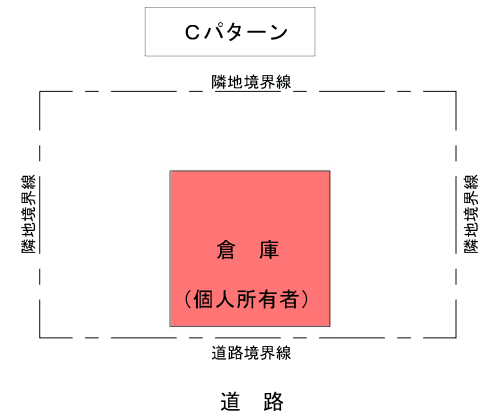 Cパターン
隣地境界線
隣地境界線
隣地境界線
倉　庫
（個人所有者）
道路境界線
道　路